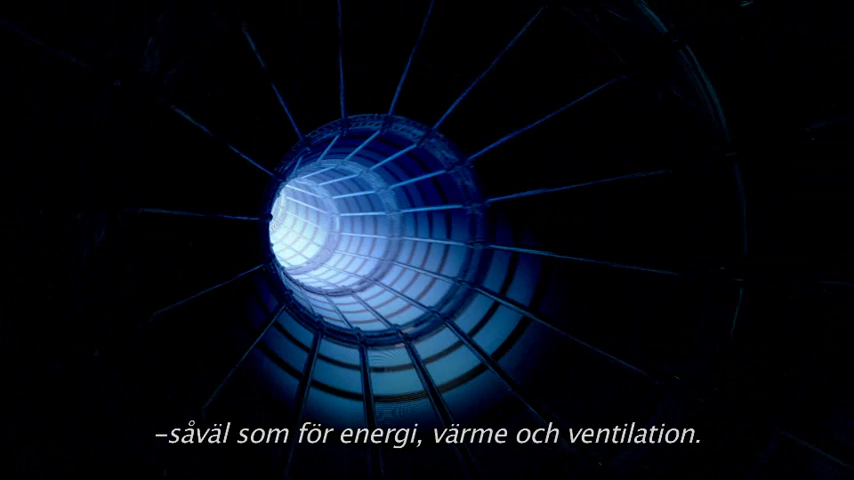 –såväl som för energi, värme och ventilation.